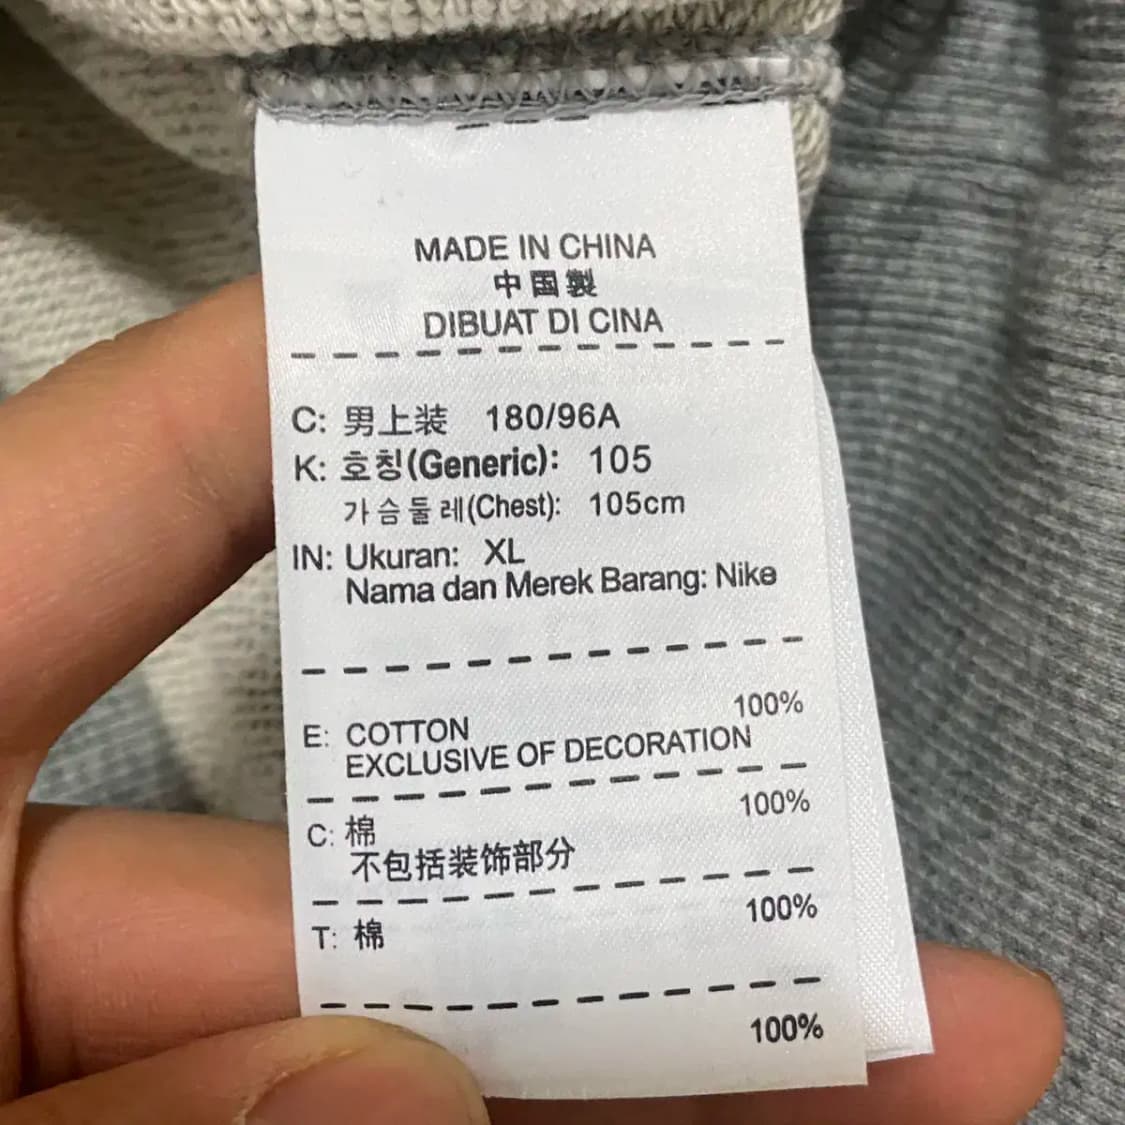 MADE IN CHINA
中国製
DIBUAT DI CINA
C: 男上装 180/96A
K: 호칭(Generic): 105
가슴둘레(Chest): 105cm
IN: Ukuran: XL
Nama dan Merek Barang: Nike
100%
E: COTTON
EXCLUSIVE OF DECORATION
100%
C: 棉
不包括装饰部分
100%
T: 棉
100%